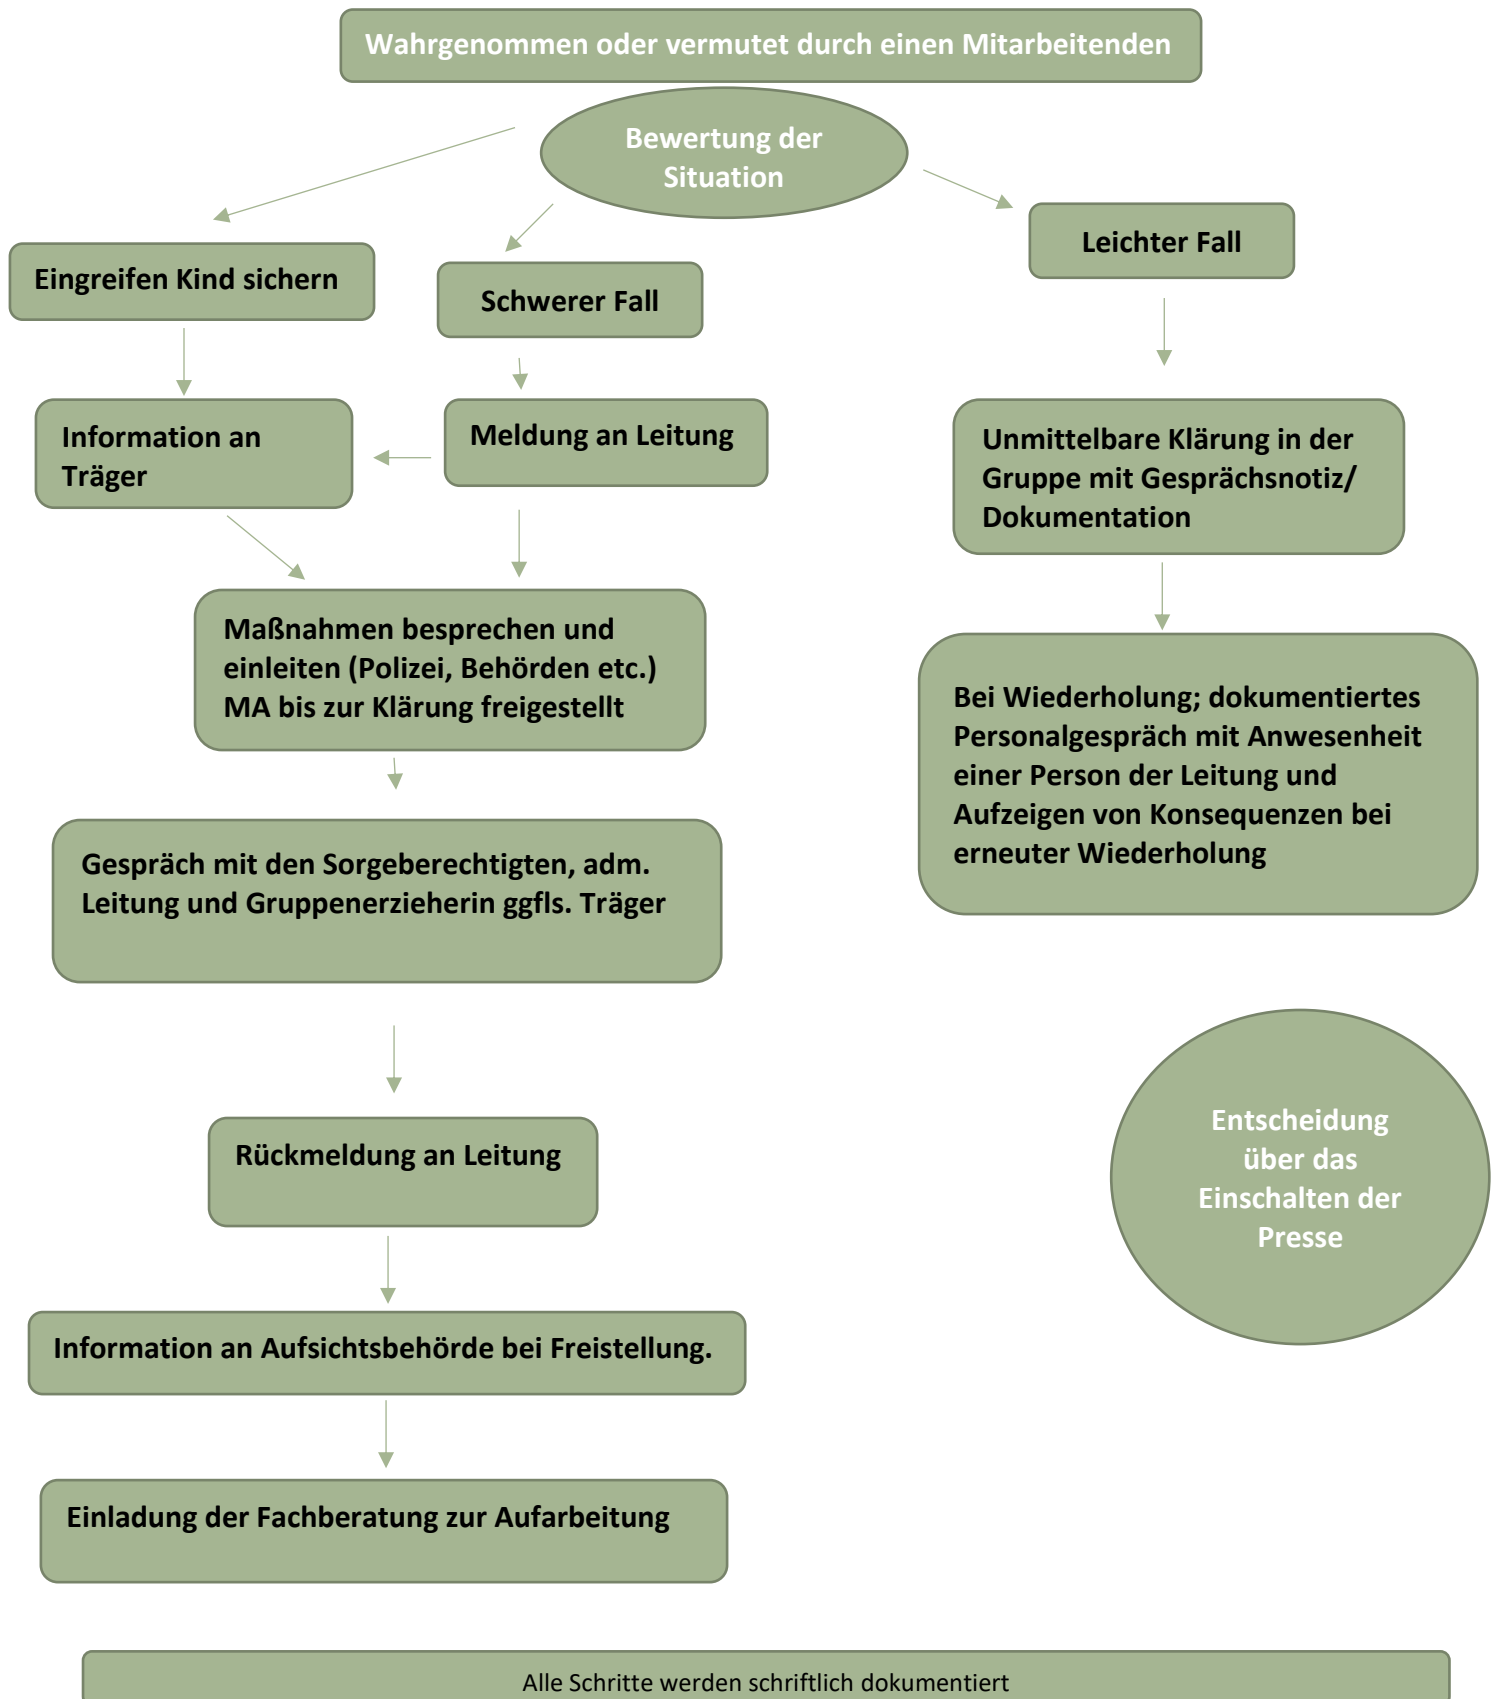 Wahrgenommen oder vermutet durch einen Mitarbeitenden
Bewertung der
Situation
Eingreifen Kind sichern
Schwerer Fall
Leichter Fall
Information an
Träger
Meldung an Leitung
Unmittelbare Klärung in der
Gruppe mit Gesprächsnotiz/
Dokumentation
Maßnahmen besprechen und
einleiten (Polizei, Behörden etc.)
MA bis zur Klärung freigestellt
Bei Wiederholung; dokumentiertes
Personalgespräch mit Anwesenheit
einer Person der Leitung und
Aufzeigen von Konsequenzen bei
erneuter Wiederholung
Gespräch mit den Sorgeberechtigten, adm.
Leitung und Gruppenerzieherin ggfls. Träger
Rückmeldung an Leitung
Entscheidung
über das
Einschalten der
Presse
Information an Aufsichtsbehörde bei Freistellung.
Einladung der Fachberatung zur Aufarbeitung
Alle Schritte werden schriftlich dokumentiert